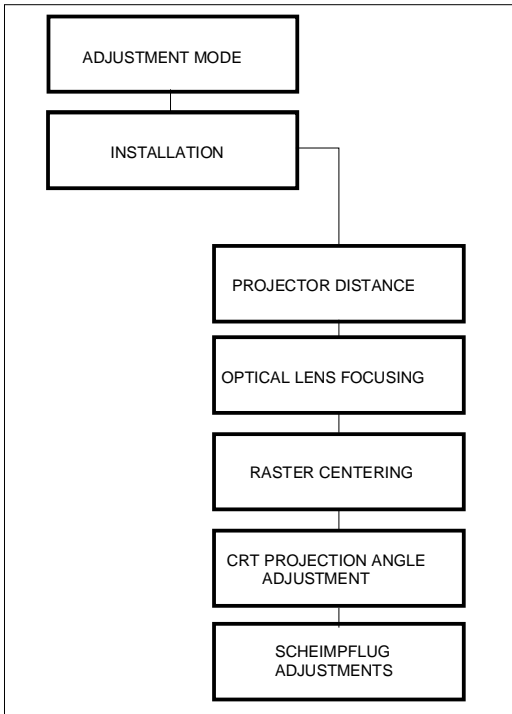 ADJUSTMENT MODE
INSTALLATION
PROJECTOR DISTANCE
OPTICAL LENS FOCUSING
RASTER CENTERING
CRT PROJECTION ANGLE
ADJUSTMENT
SCHEIMPFLUG
ADJUSTMENTS